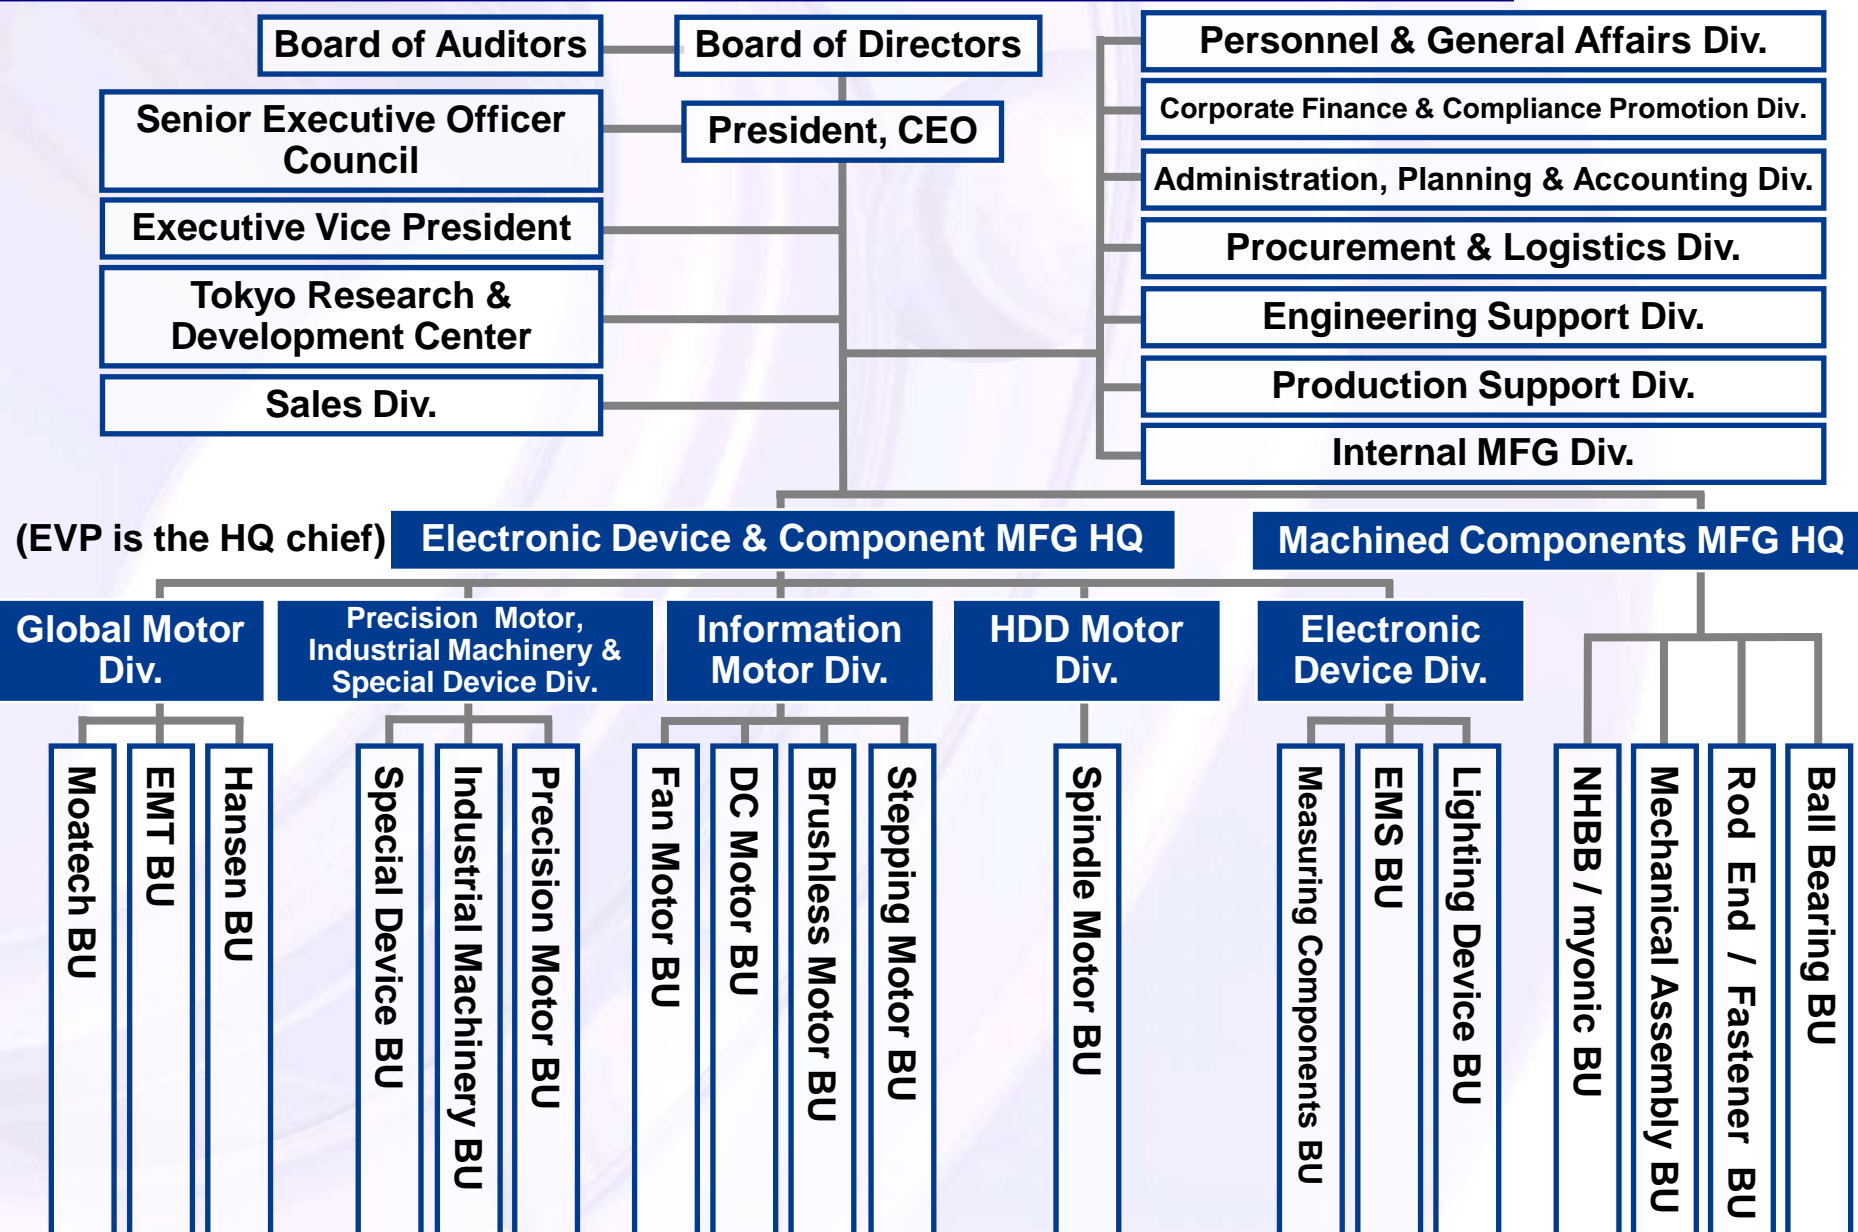 Board of Auditors
Board of Directors
Senior Executive Officer
Council
President, CEO
Executive Vice President
Tokyo Research &
Development Center
Sales Div.
Personnel & General Affairs Div.
Corporate Finance & Compliance Promotion Div.
Administration, Planning & Accounting Div.
Procurement & Logistics Div.
Engineering Support Div.
Production Support Div.
Internal MFG Div.
(EVP is the HQ chief)
Electronic Device & Component MFG HQ
Machined Components MFG HQ
Global Motor
Div.
Precision Motor,
Industrial Machinery &
Special Device Div.
Information
Motor Div.
HDD Motor
Div.
Electronic
Device Div.
Moatech BU
EMT BU
Hansen BU
Special Device BU
Industrial Machinery BU
Precision Motor BU
Fan Motor BU
DC Motor BU
Brushless Motor BU
Stepping Motor BU
Spindle Motor BU
Measuring Components BU
EMS BU
Lighting Device BU
NHBB / myonic BU
Mechanical Assembly BU
Rod End / Fastener BU
Ball Bearing BU